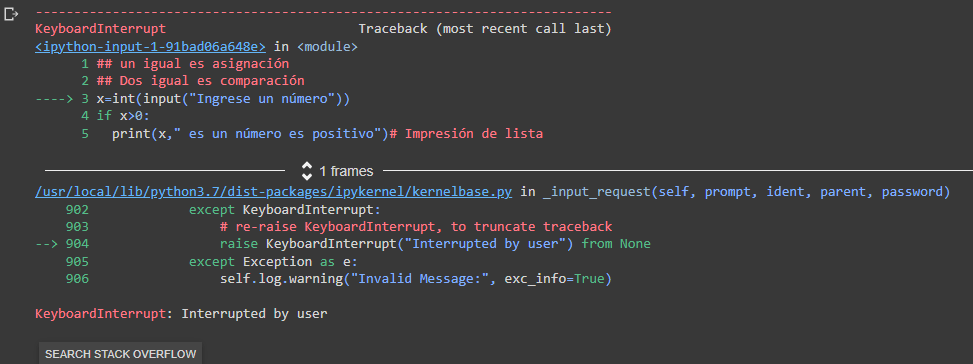 ---------------------------------------------------------------------------
KeyboardInterrupt                         Traceback (most recent call last)
<ipython-input-1-91bad06a648e> in <module>
      1 ## un igual es asignación
      2 ## Dos igual es comparación
----> 3 x=int(input("Ingrese un número"))
      4 if x>0:
      5   print(x," es un número es positivo")# Impresión de lista
1 frames
/usr/local/lib/python3.7/dist-packages/ipykernel/kernelbase.py in _input_request(self, prompt, ident, parent, password)
    902         except KeyboardInterrupt:
    903             # re-raise KeyboardInterrupt, to truncate traceback
--> 904             raise KeyboardInterrupt("Interrupted by user") from None
    905         except Exception as e:
    906             self.log.warning("Invalid Message:", exc_info=True)
KeyboardInterrupt: Interrupted by user
SEARCH STACK OVERFLOW